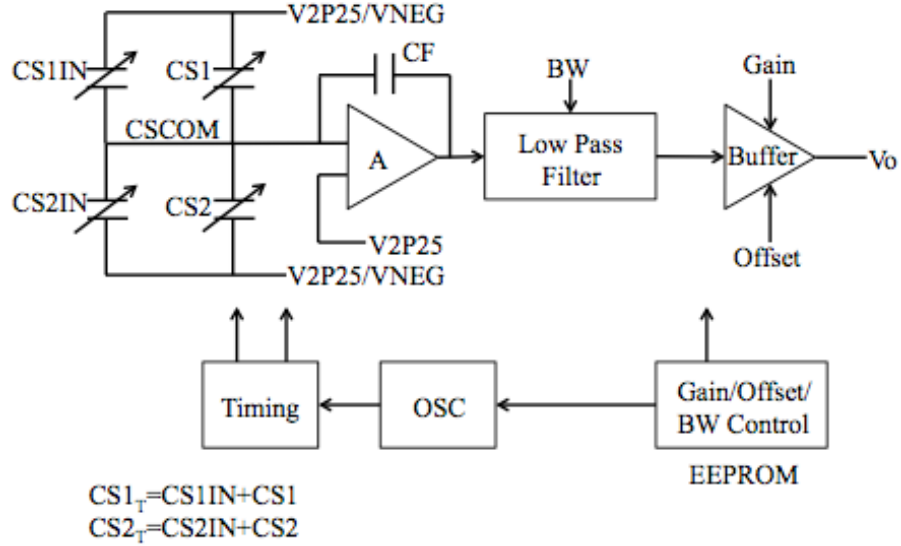 V2P25/VNEG
CS1IN
CS1
CF
BW
Gain
CSCOM
A
Low Pass
Filter
Buffer
Vo
CS2IN
CS2
V2P25
V2P25/VNEG
Offset
Timing
OSC
Gain/Offset/
BW Control
EEPROM
CS1T=CS1IN+CS1
CS2T=CS2IN+CS2